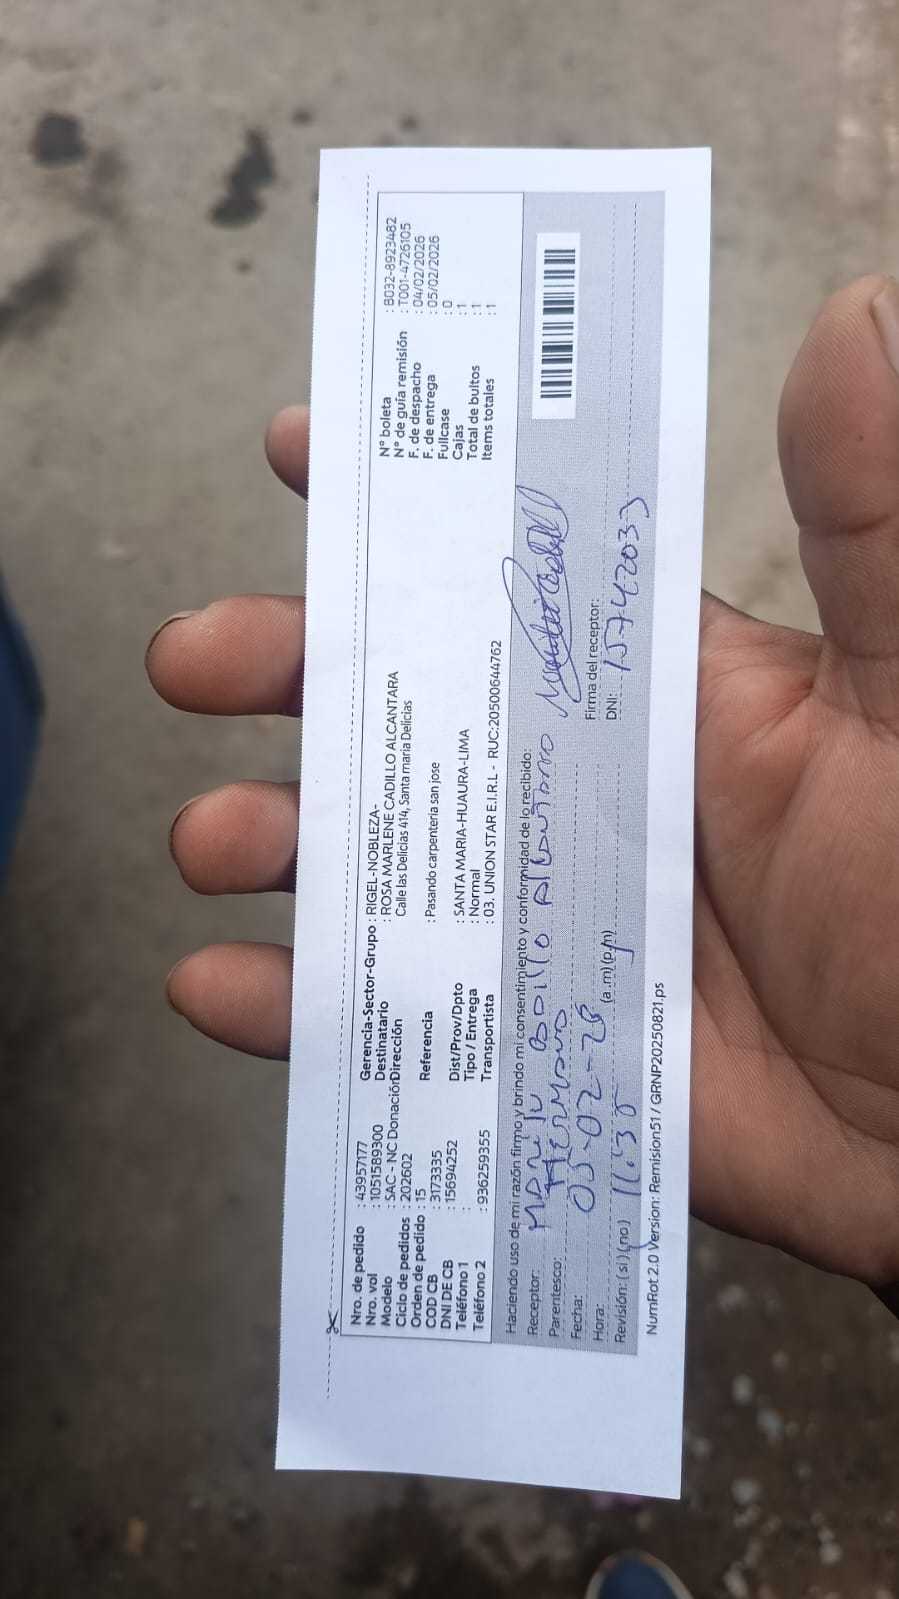 Nro. de pedido : 43957177
Nro. vol : 1051589300
Modelo : SAC - NC Donación
Ciclo de pedidos : 202602
Orden de pedido : 15
COD CB : 3173335
DNI DE CB : 15694252
Teléfono 1 :
Teléfono 2 : 936259355
Gerencia-Sector-Grupo : RIGEL-NOBLEZA-
Destinatario : ROSA MARLENE CADILLO ALCANTARA
Dirección Calle las Delicias 414, Santa maria Delicias
Referencia : Pasando carpenteria san jose
Dist/Prov/Dpto : SANTA MARIA-HUAURA-LIMA
Tipo / Entrega : Normal
Transportista : 03. UNION STAR E.I.R.L - RUC:20500644762
N° boleta : B032-8923482
N° de guía remisión : T001-4726105
F. de despacho : 04/02/2026
F. de entrega : 05/02/2026
Fullcase : 0
Cajas : 1
Total de bultos : 1
Items totales : 1
Haciendo uso de mi razón firmo y brindo mi consentimiento y conformidad de lo recibido:
Receptor:
Parentesco: HERMANO
Fecha: 05-02-26
Hora: 11:35 (a.m)(p.m)
Revisión: (si) (no)
Firma del receptor:
DNI: 15742033
NumRot 2.0 Version: Remision51 / GRNP20250821.ps